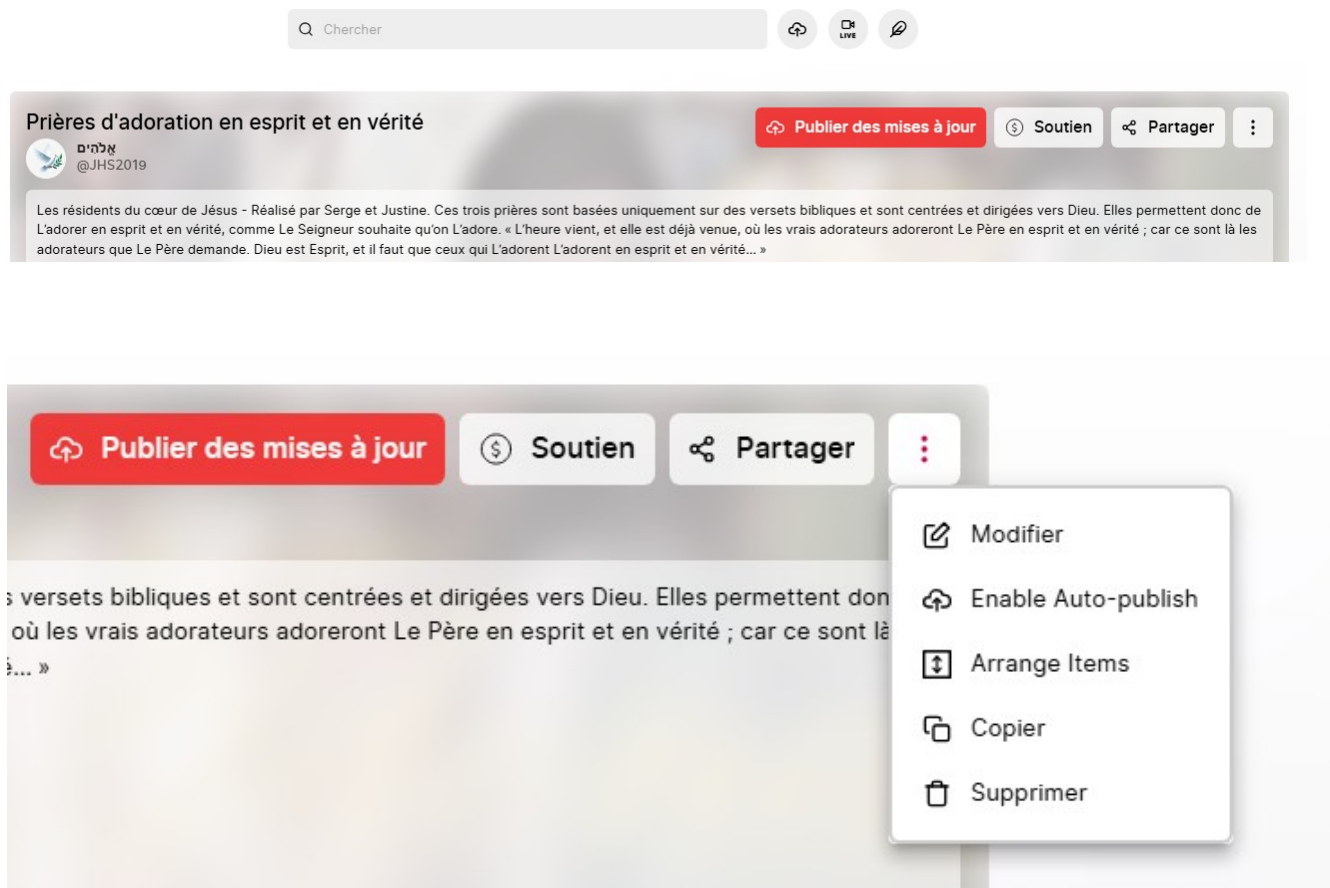 Chercher
LIVE
Prières d'adoration en esprit et en vérité
Publier des mises à jour
Soutien
Partager
אֱלֹהִים
@JHS2019
Les résidents du cœur de Jésus - Réalisé par Serge et Justine. Ces trois prières sont basées uniquement sur des versets bibliques et sont centrées et dirigées vers Dieu. Elles permettent donc de
L'adorer en esprit et en vérité, comme Le Seigneur souhaite qu'on L'adore. « L'heure vient, et elle est déjà venue, où les vrais adorateurs adoreront Le Père en esprit et en vérité ; car ce sont là les
adorateurs que Le Père demande. Dieu est Esprit, et il faut que ceux qui L'adorent L'adorent en esprit et en vérité... »
Publier des mises à jour
$ Soutien
Partager
Modifier
s versets bibliques et sont centrées et dirigées vers Dieu. Elles permettent don
Enable Auto-publish
où les vrais adorateurs adoreront Le Père en esprit et en vérité ; car ce sont là
é... »
Arrange Items
Copier
Supprimer